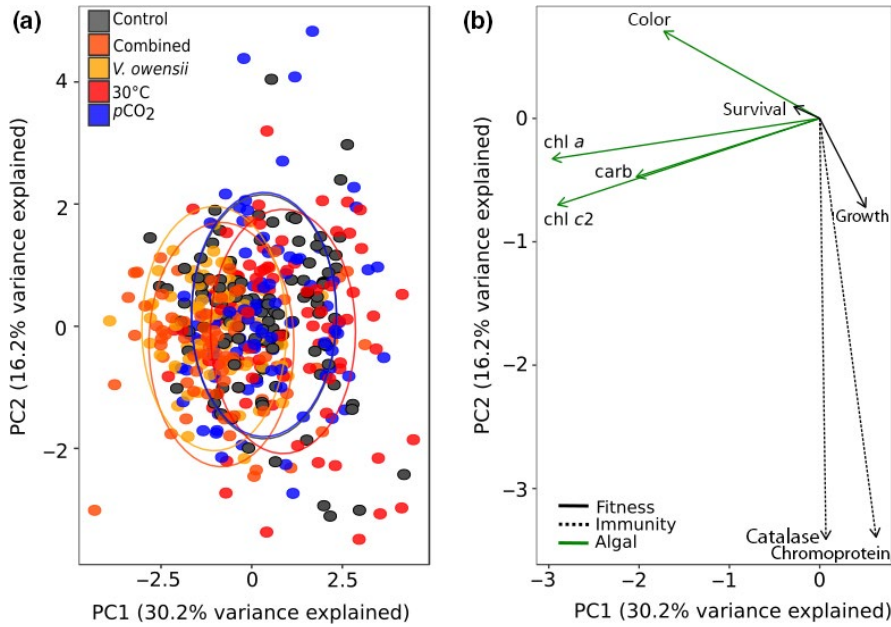 (a)
Control
Combined
V. owensii
30°C
pCO2
4
2
0
−2
PC2 (16.2% variance explained)
−2.5
0
2.5
PC1 (30.2% variance explained)
(b)
Color
Survival
chl a
carb
chl c2
Growth
Catalase
Chromoprotein
Fitness
Immunity
Algal
0
−1
−2
−3
PC2 (16.2% variance explained)
−3
−2
−1
0
PC1 (30.2% variance explained)